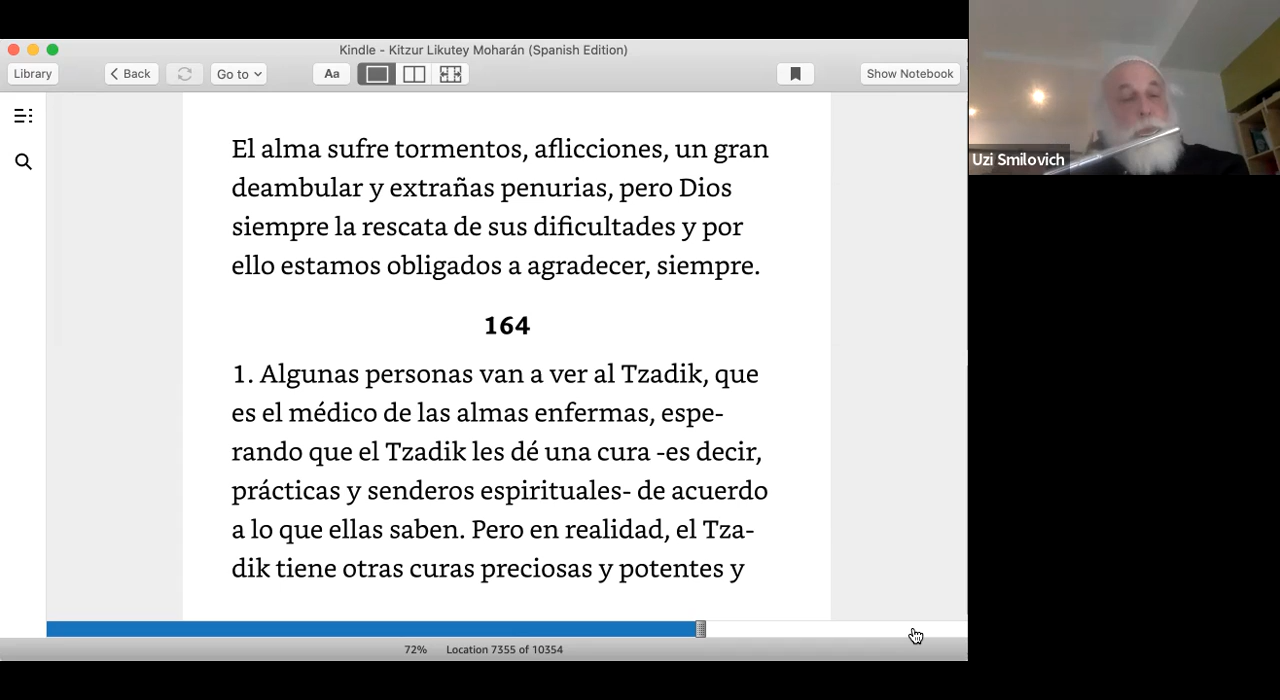 Kindle - Kitzur Likutey Moharán (Spanish Edition)
Library
Back
Go to
Aa
Show Notebook
El alma sufre tormentos, aflicciones, un gran
deambular y extrañas penurias, pero Dios
siempre la rescata de sus dificultades y por
ello estamos obligados a agradecer, siempre.
164
1. Algunas personas van a ver al Tzadik, que
es el médico de las almas enfermas, espe-
rando que el Tzadik les dé una cura -es decir,
prácticas y senderos espirituales- de acuerdo
a lo que ellas saben. Pero en realidad, el Tza-
dik tiene otras curas preciosas y potentes y
72%
Location 7355 of 10354
Uzi Smilovich